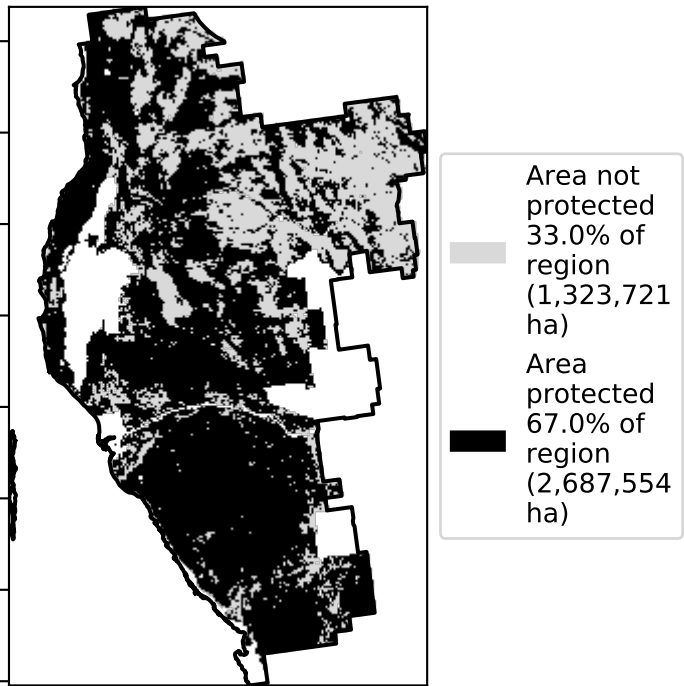 Area not
protected
33.0% of
region
(1,323,721
ha)
Area
protected
67.0% of
region
(2,687,554
ha)